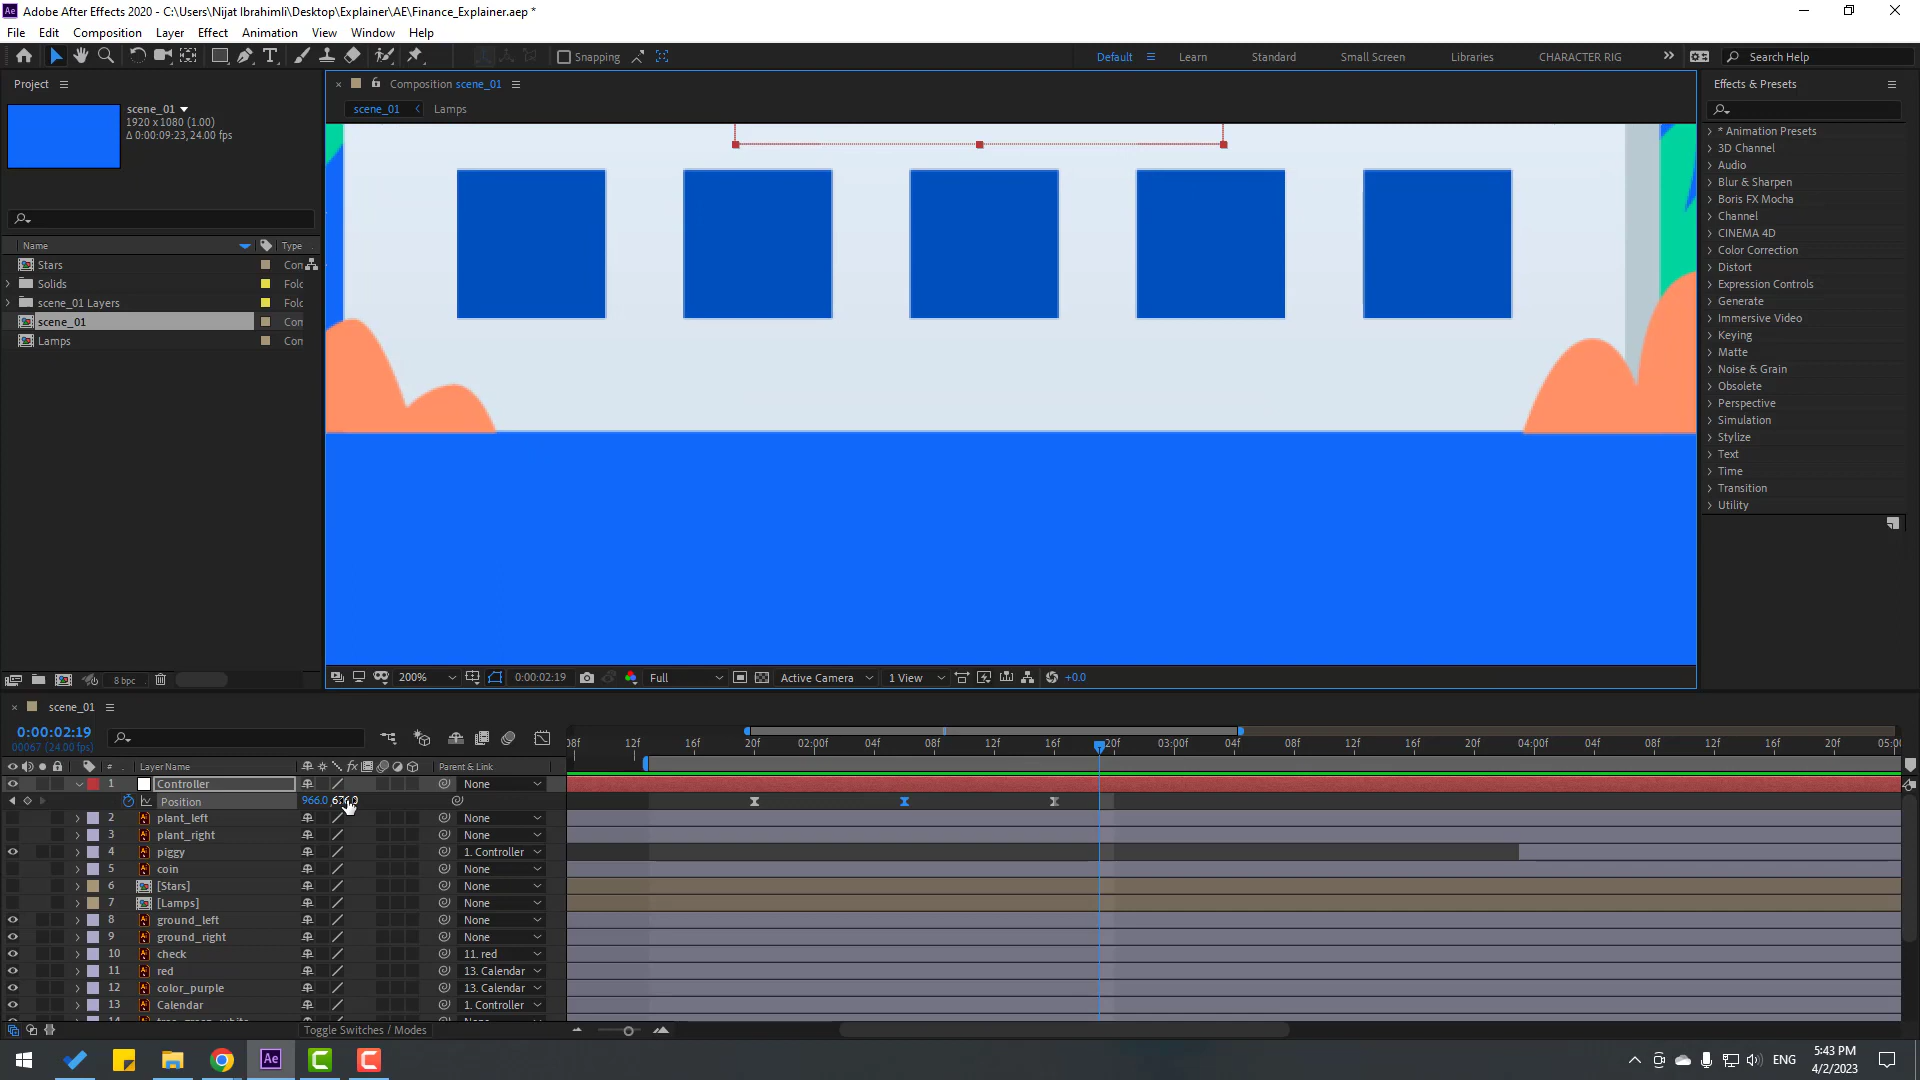 Adobe After Effects 2020 - C:\Users\Nijat Ibrahimli\Desktop\Explainer\AE\Finance_Explainer.aep *
File Edit Composition Layer Effect Animation View Window Help
Snapping Default Learn Standard Small Screen Libraries CHARACTER RIG Search Help
Project
Composition scene_01
Effects & Presets
scene_01
1920 x 1080 (1.00)
Δ 0:00:09:23, 24.00 fps
scene_01 Lamps
Name Type
Stars Con
Solids Fold
scene_01 Layers Fold
scene_01 Con
Lamps Con
* Animation Presets
3D Channel
Audio
Blur & Sharpen
Boris FX Mocha
Channel
CINEMA 4D
Color Correction
Distort
Expression Controls
Generate
Immersive Video
Keying
Matte
Noise & Grain
Obsolete
Perspective
Simulation
Stylize
Text
Time
Transition
Utility
8 bpc
200% 0:00:02:19 Full Active Camera 1 View +0.0
scene_01
0:00:02:19
00067 (24.00 fps)
08f 12f 16f 20f 02:00f 04f 08f 12f 16f 20f 03:00f 04f 08f 12f 16f 20f 04:00f 04f 08f 12f 16f 20f 05:00
# Layer Name Parent & Link
1 Controller None
Position 966.0
2 plant_left None
3 plant_right None
4 piggy 1. Controller
5 coin None
6 [Stars] None
7 [Lamps] None
8 ground_left None
9 ground_right None
10 check 11. red
11 red 13. Calendar
12 color_purple 13. Calendar
13 Calendar 1. Controller
Toggle Switches / Modes
ENG
5:43 PM
4/2/2023